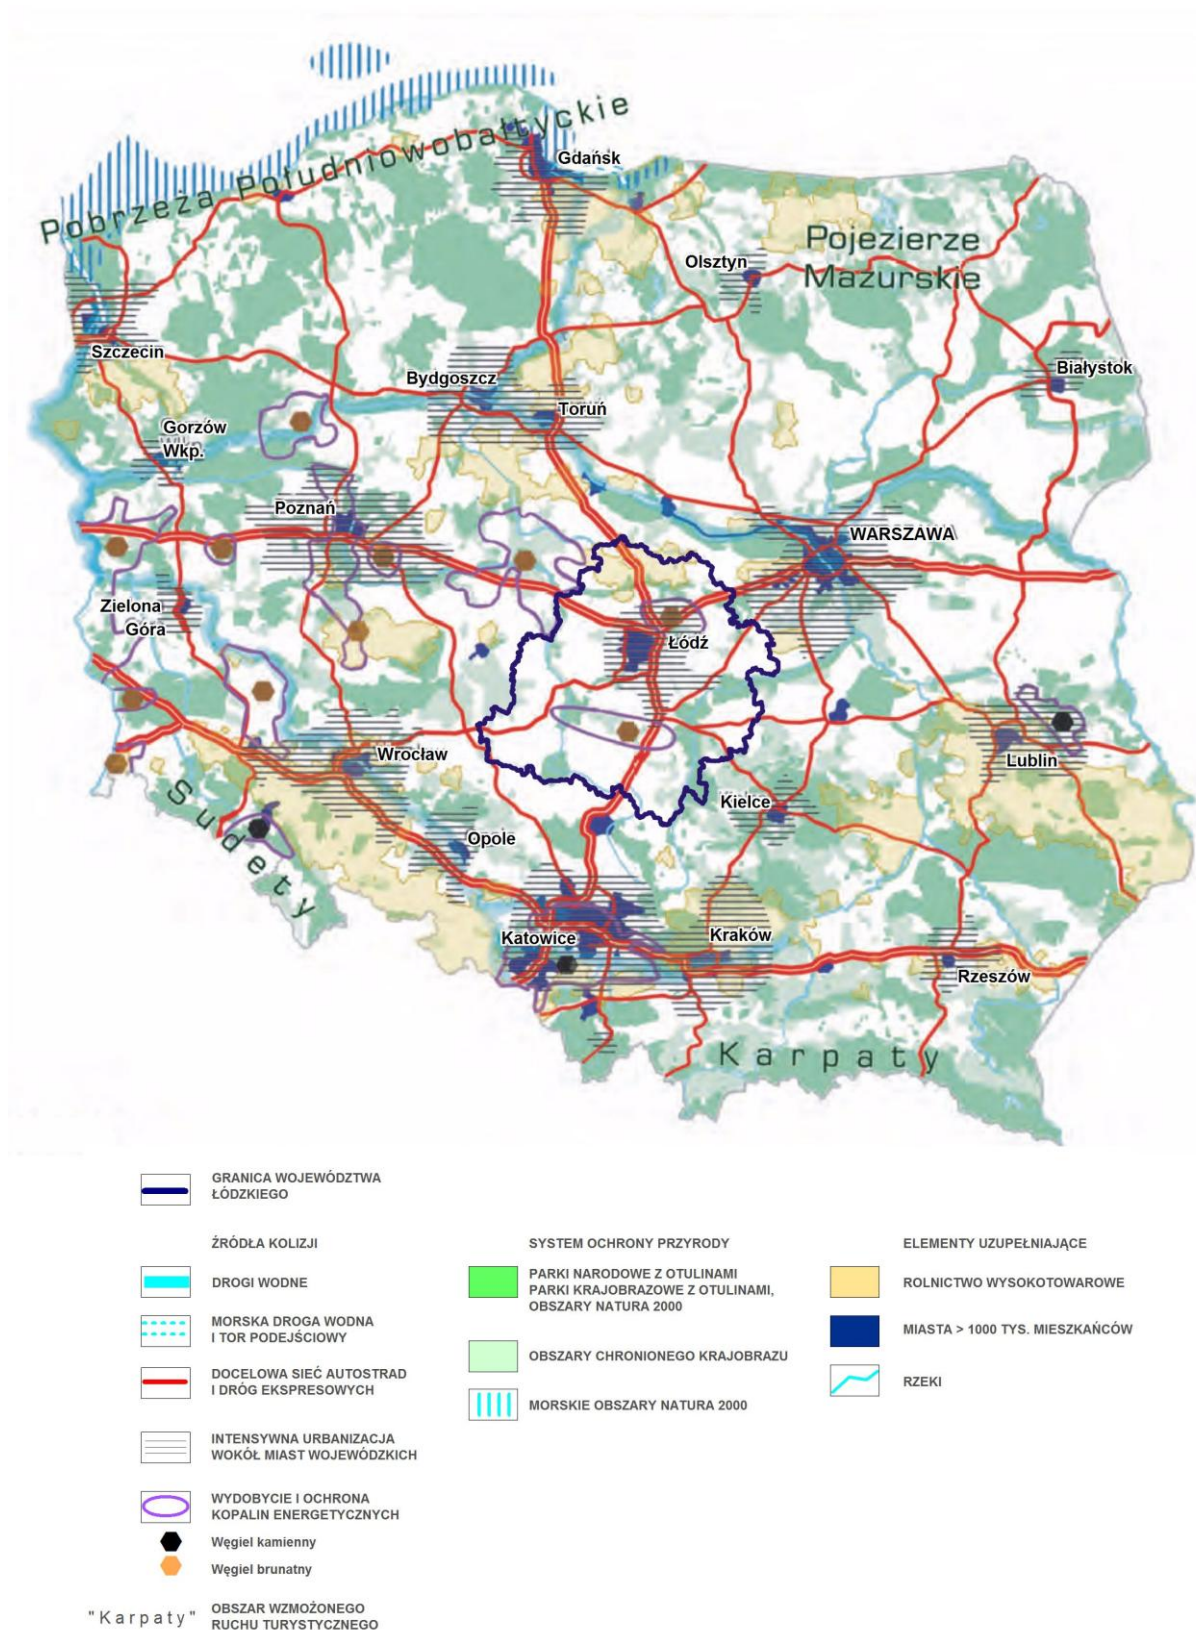 Pobrzeża Południowobałtyckie
Gdańsk
Pojezierze
Mazurskie
Olsztyn
Szczecin
Białystok
Bydgoszcz
Toruń
Gorzów
Wkp.
Poznań
WARSZAWA
Zielona
Góra
Łódź
Wrocław
Lublin
Sudety
Kielce
Opole
Katowice
Kraków
Rzeszów
Karpaty
GRANICA WOJEWÓDZTWA
ŁÓDZKIEGO
ŹRÓDŁA KOLIZJI
DROGI WODNE
MORSKA DROGA WODNA
I TOR PODEJŚCIOWY
DOCELOWA SIEĆ AUTOSTRAD
I DRÓG EKSPRESOWYCH
INTENSYWNA URBANIZACJA
WOKÓŁ MIAST WOJEWÓDZKICH
WYDOBYCIE I OCHRONA
KOPALIN ENERGETYCZNYCH
Węgiel kamienny
Węgiel brunatny
"Karpaty" OBSZAR WZMOŻONEGO
RUCHU TURYSTYCZNEGO
SYSTEM OCHRONY PRZYRODY
PARKI NARODOWE Z OTULINAMI
PARKI KRAJOBRAZOWE Z OTULINAMI,
OBSZARY NATURA 2000
OBSZARY CHRONIONEGO KRAJOBRAZU
MORSKIE OBSZARY NATURA 2000
ELEMENTY UZUPEŁNIAJĄCE
ROLNICTWO WYSOKOTOWAROWE
MIASTA > 1000 TYS. MIESZKAŃCÓW
RZEKI